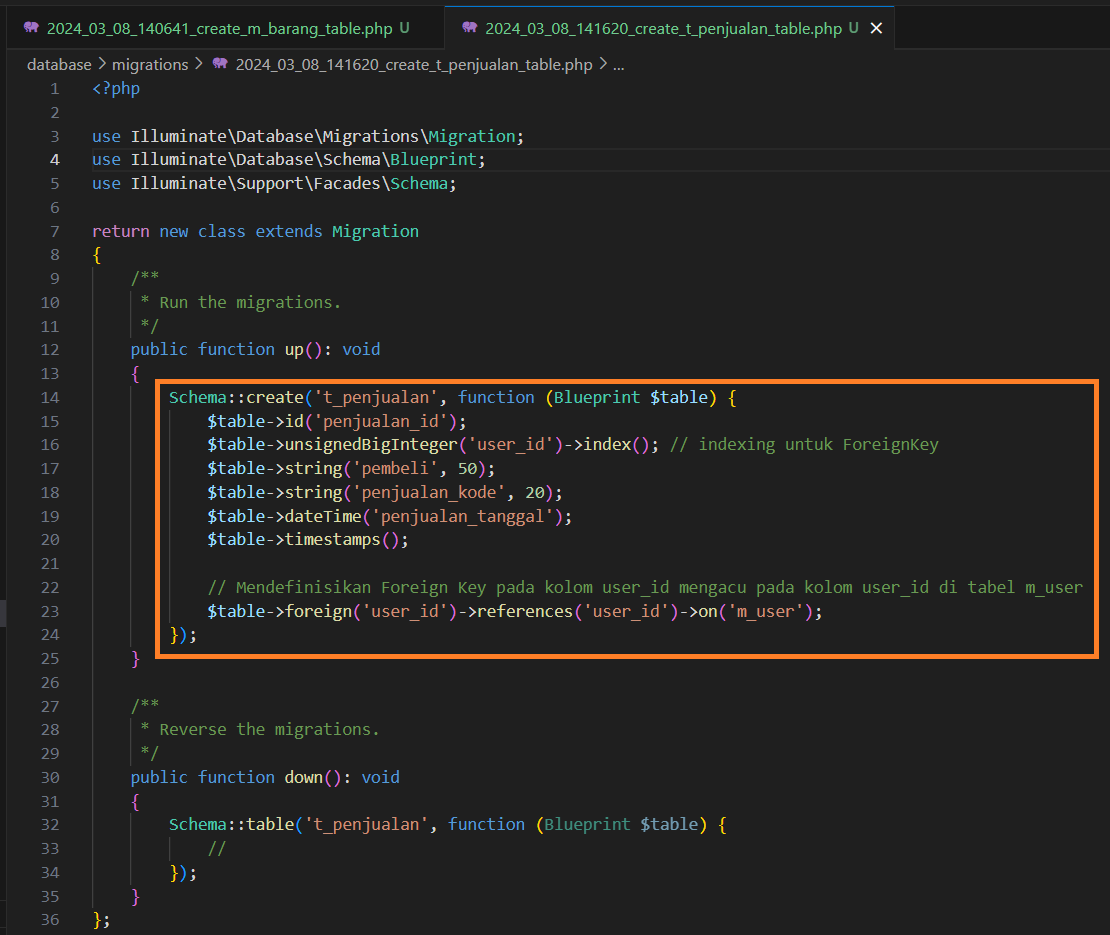 2024_03_08_140641_create_m_barang_table.php U
2024_03_08_141620_create_t_penjualan_table.php U ×
database > migrations > 2024_03_08_141620_create_t_penjualan_table.php > ...
1 <?php
2
3 use Illuminate\Database\Migrations\Migration;
4 use Illuminate\Database\Schema\Blueprint;
5 use Illuminate\Support\Facades\Schema;
6
7 return new class extends Migration
8 {
9     /**
10      * Run the migrations.
11      */
12     public function up(): void
13     {
14         Schema::create('t_penjualan', function (Blueprint $table) {
15             $table->id('penjualan_id');
16             $table->unsignedBigInteger('user_id')->index(); // indexing untuk ForeignKey
17             $table->string('pembeli', 50);
18             $table->string('penjualan_kode', 20);
19             $table->dateTime('penjualan_tanggal');
20             $table->timestamps();
21
22             // Mendefinisikan Foreign Key pada kolom user_id mengacu pada kolom user_id di tabel m_user
23             $table->foreign('user_id')->references('user_id')->on('m_user');
24         });
25     }
26
27     /**
28      * Reverse the migrations.
29      */
30     public function down(): void
31     {
32         Schema::table('t_penjualan', function (Blueprint $table) {
33             //
34         });
35     }
36 };